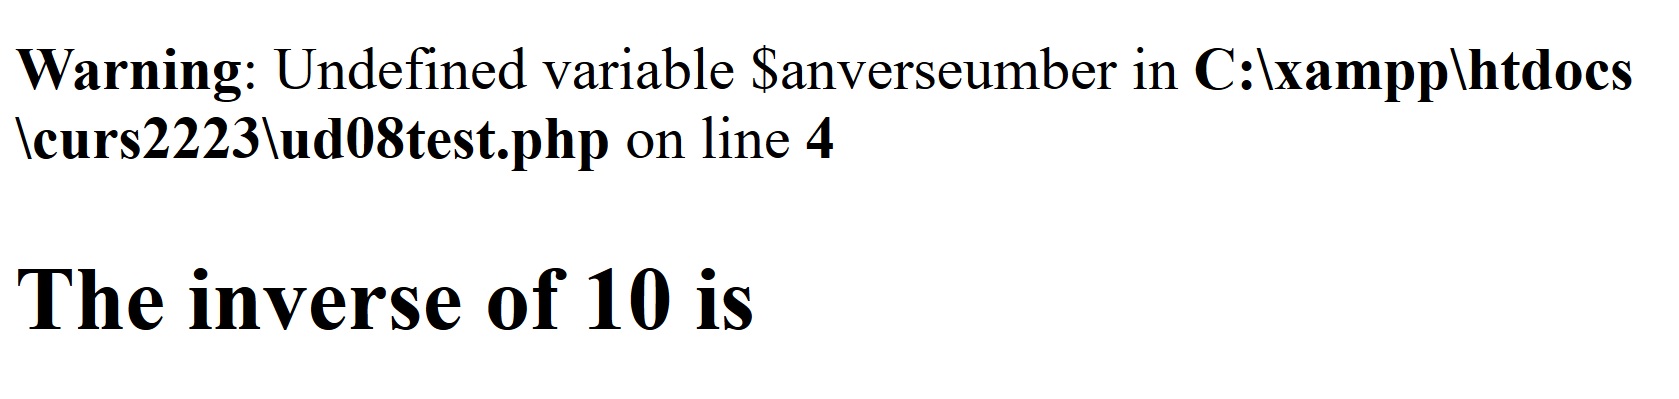 Warning: Undefined variable $anverseumber in C:\xampp\htdocs
\curs2223\ud08test.php on line 4
The inverse of 10 is